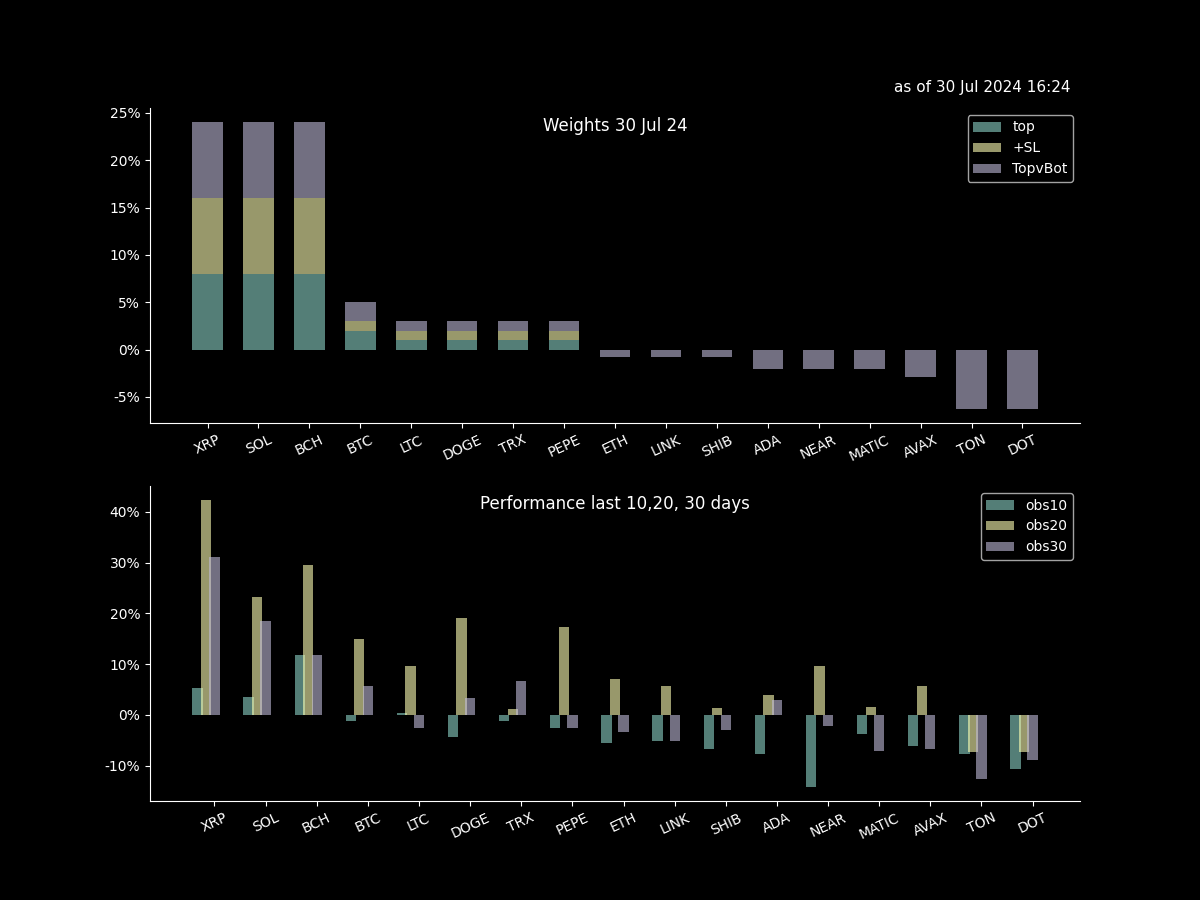 as of 30 Jul 2024 16:24
Weights 30 Jul 24
top
+SL
TopvBot
25%
20%
15%
10%
5%
0%
-5%
XRP SOL BCH BTC LTC DOGE TRX PEPE ETH LINK SHIB ADA NEAR MATIC AVAX TON DOT
Performance last 10,20, 30 days
obs10
obs20
obs30
40%
30%
20%
10%
0%
-10%
XRP SOL BCH BTC LTC DOGE TRX PEPE ETH LINK SHIB ADA NEAR MATIC AVAX TON DOT